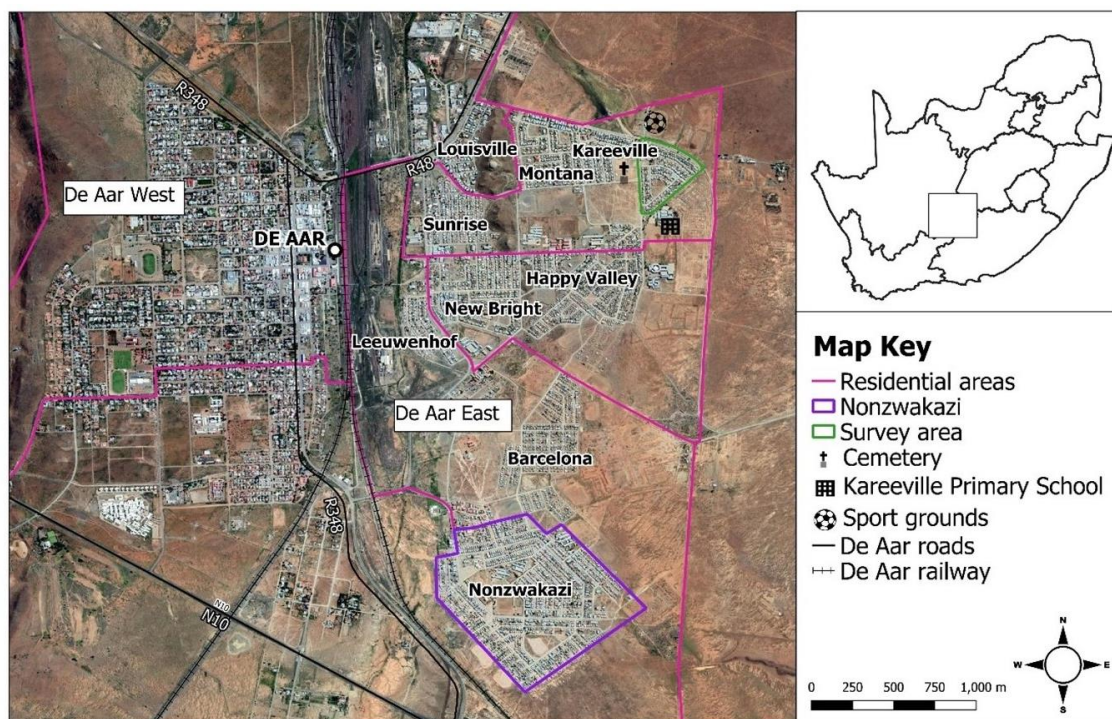 R348
Louisville
Kareeville
R48
Montana
De Aar West
Sunrise
DE AAR
Happy Valley
New Bright
Leeuwenhof
De Aar East
Barcelona
R348
Nonzwakazi
N10
N10
Map Key
Residential areas
Nonzwakazi
Survey area
Cemetery
Kareeville Primary School
Sport grounds
De Aar roads
De Aar railway
N
W E
S
0 250 500 750 1,000 m